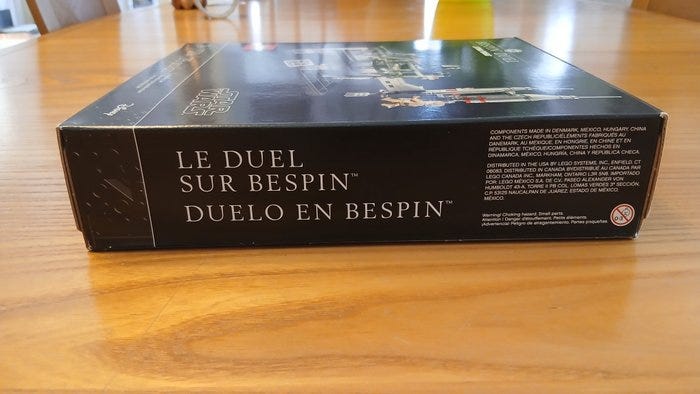 LE DUEL
SUR BESPIN™
DUELO EN BESPIN™
COMPONENTS MADE IN DENMARK, MEXICO, HUNGARY, CHINA
AND THE CZECH REPUBLIC/ÉLÉMENTS FABRIQUÉS AU
DANEMARK, AU MEXIQUE, EN HONGRIE, EN CHINE ET EN
RÉPUBLIQUE TCHÈQUE/COMPONENTES HECHOS EN
DINAMARCA, MÉXICO, HUNGRÍA, CHINA Y REPÚBLICA CHECA.
DISTRIBUTED IN THE USA BY LEGO SYSTEMS, INC., ENFIELD, CT
06083. DISTRIBUTED IN CANADA BY/DISTRIBUÉ AU CANADA PAR
LEGO CANADA INC., MARKHAM, ONTARIO L3R 5H6. IMPORTADO
POR: LEGO MÉXICO S.A. DE C.V., PASEO ALEXANDER VON
HUMBOLDT 43-A, TORRE II PB COL. LOMAS VERDES 3ª SECCIÓN,
C.P. 53125 NAUCALPAN DE JUÁREZ, ESTADO DE MÉXICO,
MÉXICO.
Warning! Choking hazard. Small parts.
Attention ! Danger d'étouffement. Petits éléments.
¡Advertencia! Peligro de atragantamiento. Partes pequeñas.
0-3